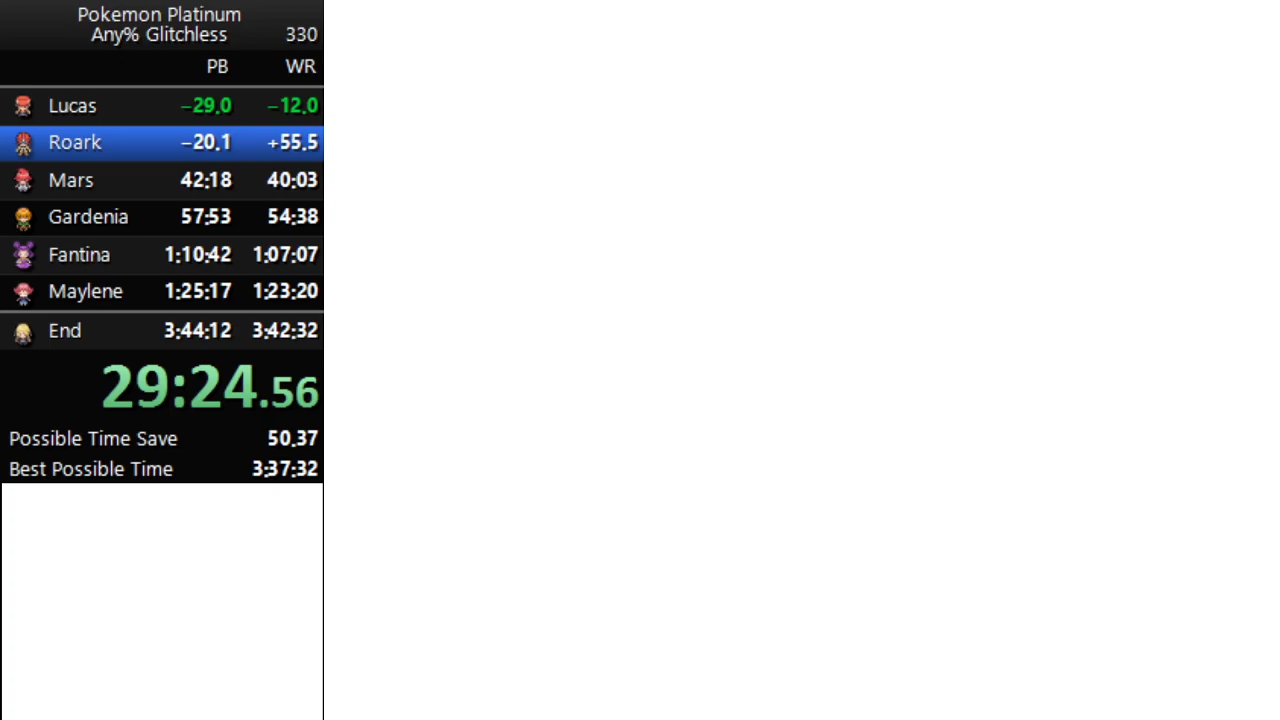 Pokemon Platinum
Any% Glitchless 330
PB WR
Lucas −29.0 −12.0
Roark −20.1 +55.5
Mars 42:18 40:03
Gardenia 57:53 54:38
Fantina 1:10:42 1:07:07
Maylene 1:25:17 1:23:20
End 3:44:12 3:42:32
29:24.56
Possible Time Save 50.37
Best Possible Time 3:37:32